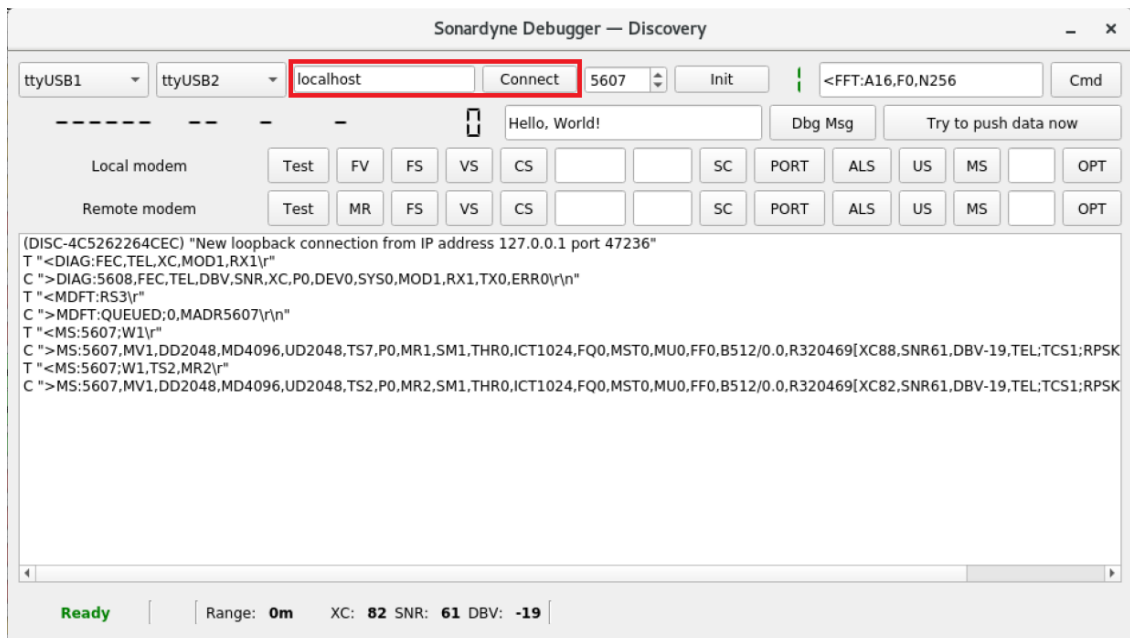 Sonardyne Debugger — Discovery
ttyUSB1 ttyUSB2 localhost Connect 5607 Init <FFT:A16,F0,N256 Cmd
------ -- - - 0 Hello, World! Dbg Msg Try to push data now
Local modem Test FV FS VS CS SC PORT ALS US MS OPT
Remote modem Test MR FS VS CS SC PORT ALS US MS OPT
(DISC-4C5262264CEC) "New loopback connection from IP address 127.0.0.1 port 47236"
T "<DIAG:FEC,TEL,XC,MOD1,RX1\r"
C ">DIAG:5608,FEC,TEL,DBV,SNR,XC,P0,DEV0,SYS0,MOD1,RX1,TX0,ERR0\r\n"
T "<MDFT:RS3\r"
C ">MDFT:QUEUED;0,MADR5607\r\n"
T "<MS:5607;W1\r"
C ">MS:5607,MV1,DD2048,MD4096,UD2048,TS7,P0,MR1,SM1,THR0,ICT1024,FQ0,MST0,MU0,FF0,B512/0.0,R320469[XC88,SNR61,DBV-19,TEL;TCS1;RPSK
T "<MS:5607;W1,TS2,MR2\r"
C ">MS:5607,MV1,DD2048,MD4096,UD2048,TS2,P0,MR2,SM1,THR0,ICT1024,FQ0,MST0,MU0,FF0,B512/0.0,R320469[XC82,SNR61,DBV-19,TEL;TCS1;RPSK
Ready Range: 0m XC: 82 SNR: 61 DBV: -19